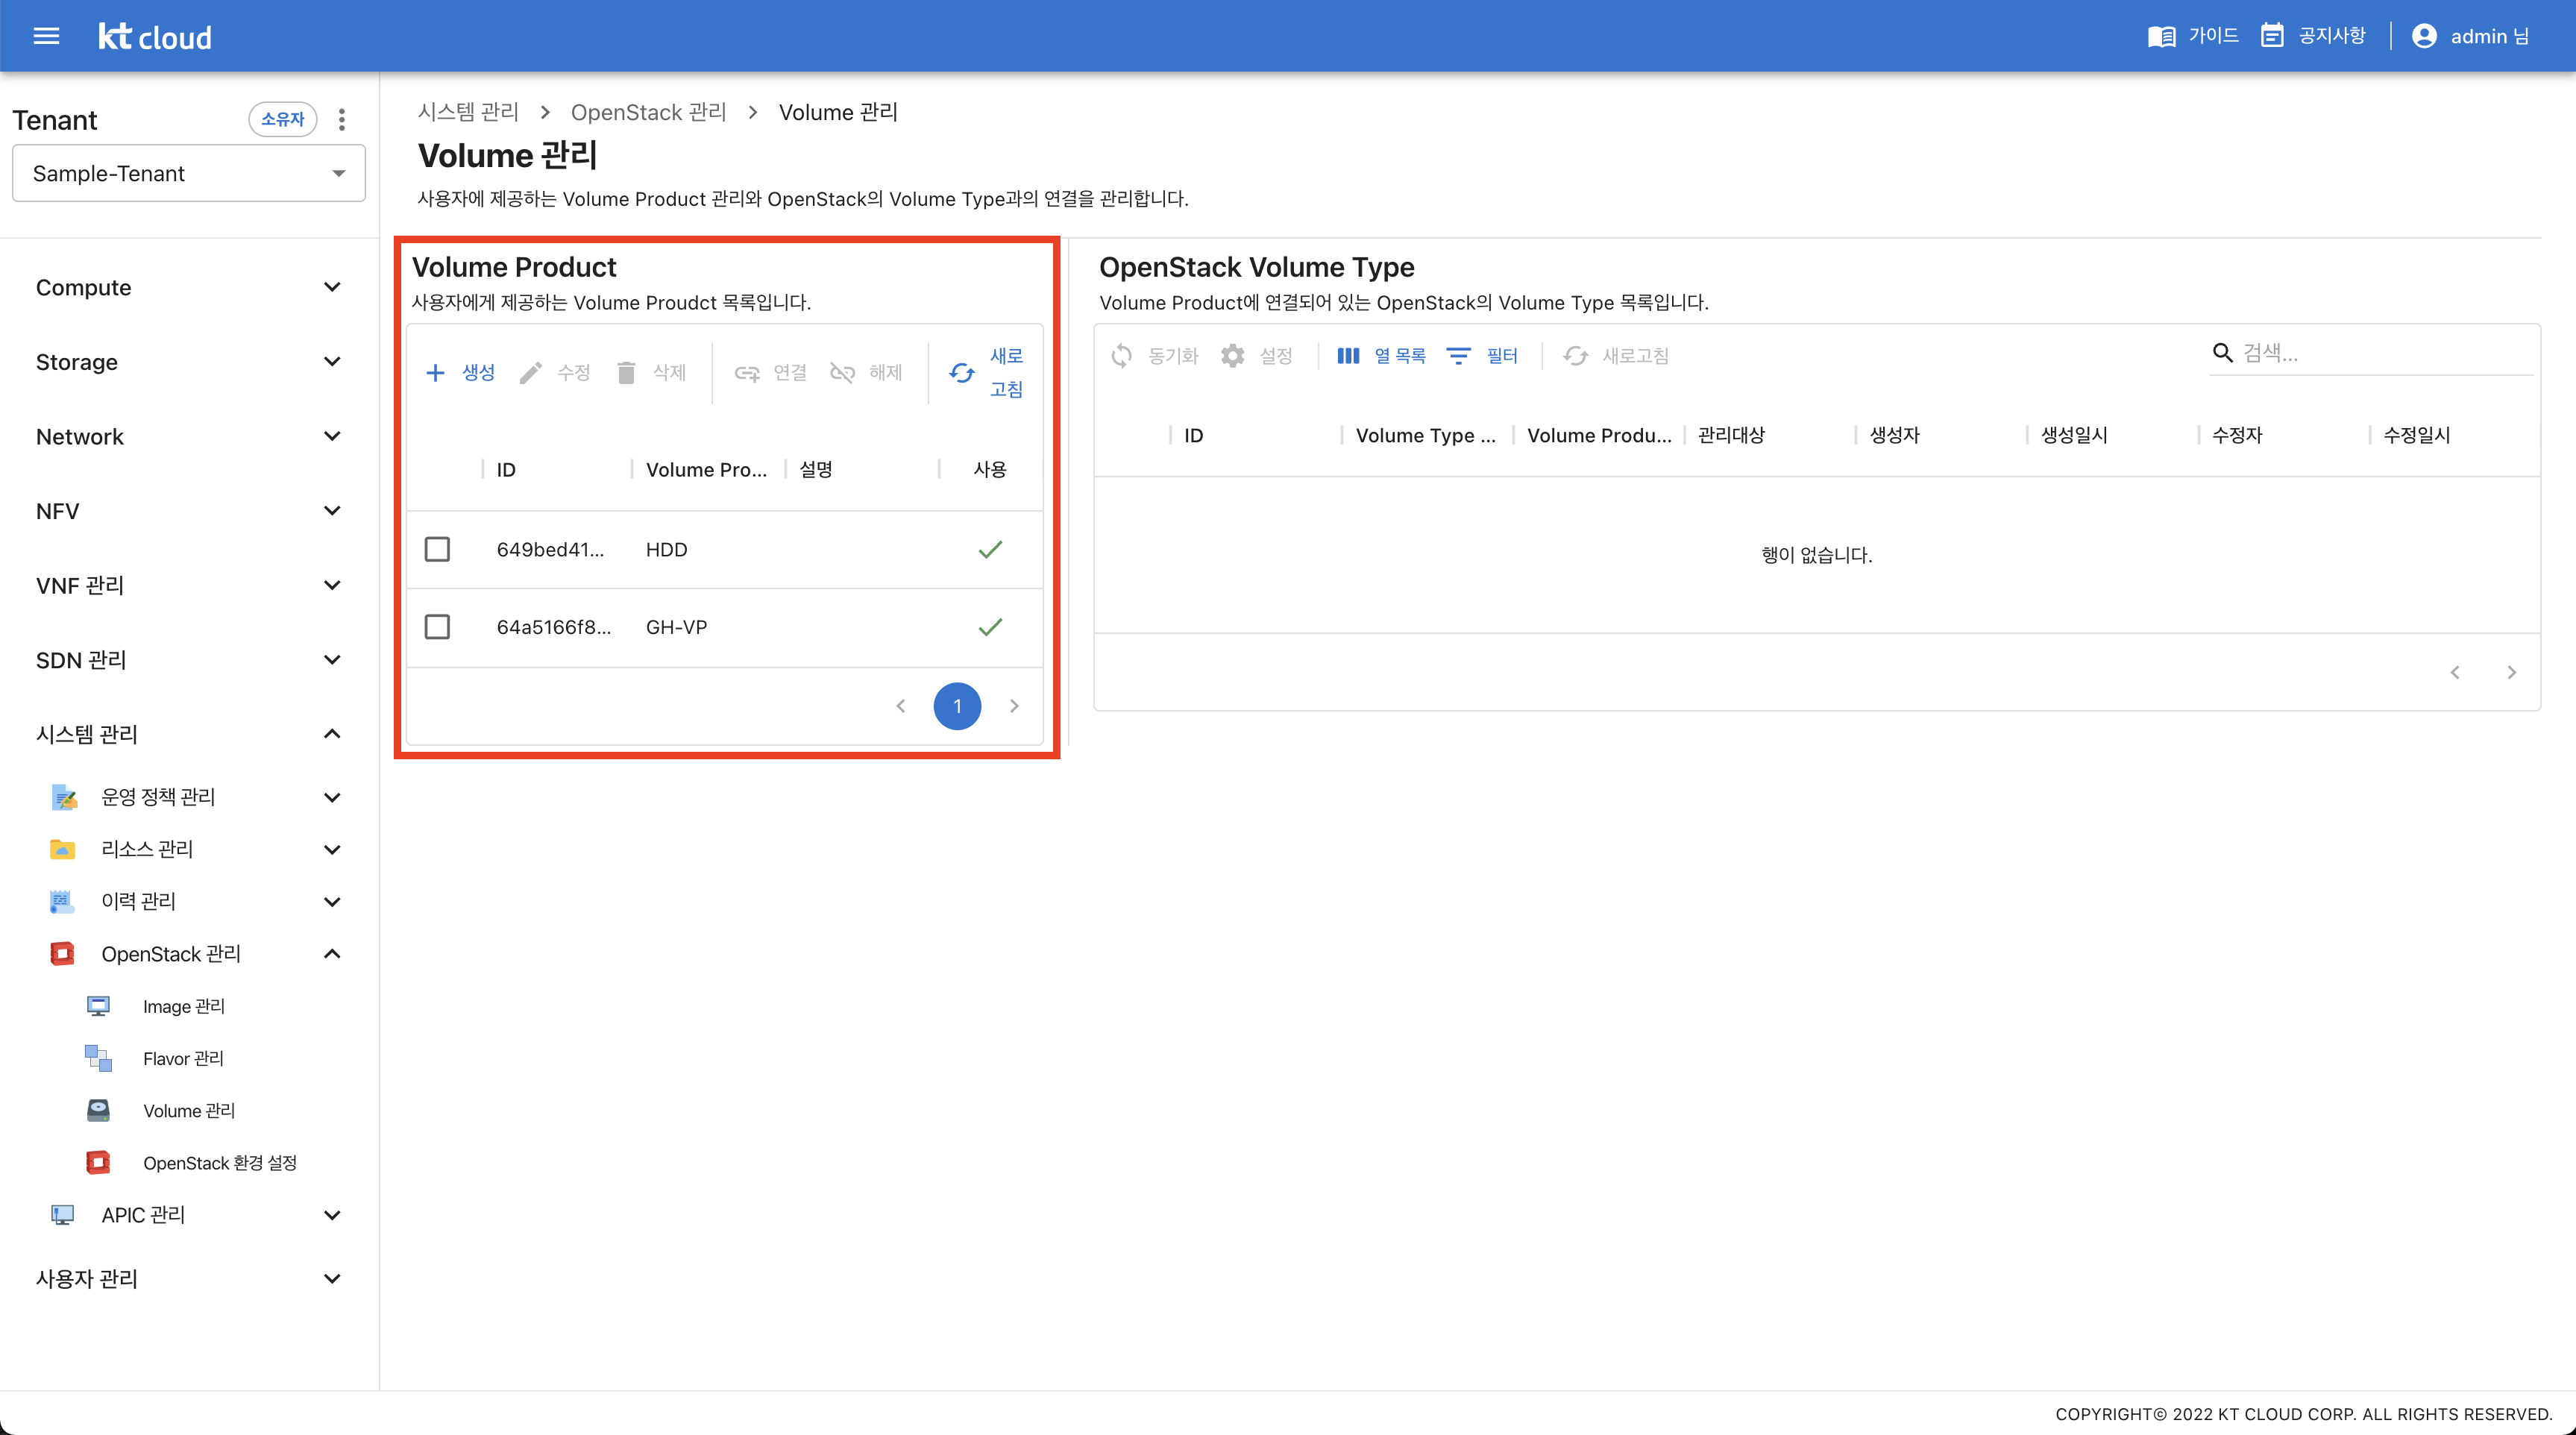 kt cloud
가이드
공지사항
admin 님
Tenant
소유자
Sample-Tenant
Compute
Storage
Network
NFV
VNF 관리
SDN 관리
시스템 관리
운영 정책 관리
리소스 관리
이력 관리
OpenStack 관리
Image 관리
Flavor 관리
Volume 관리
OpenStack 환경 설정
APIC 관리
사용자 관리
시스템 관리 > OpenStack 관리 > Volume 관리
Volume 관리
사용자에 제공하는 Volume Product 관리와 OpenStack의 Volume Type과의 연결을 관리합니다.
Volume Product
사용자에게 제공하는 Volume Proudct 목록입니다.
생성 수정 삭제 연결 해제 새로
고침
ID Volume Pro... 설명 사용
649bed41... HDD
64a5166f8... GH-VP
1
OpenStack Volume Type
Volume Product에 연결되어 있는 OpenStack의 Volume Type 목록입니다.
동기화 설정 열 목록 필터 새로고침 검색...
ID Volume Type ... Volume Produ... 관리대상 생성자 생성일시 수정자 수정일시
행이 없습니다.
COPYRIGHT© 2022 KT CLOUD CORP. ALL RIGHTS RESERVED.